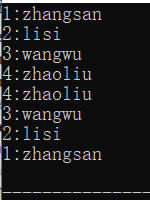 1:zhangsan
2:lisi
3:wangwu
4:zhaoliu
4:zhaoliu
3:wangwu
2:lisi
1:zhangsan
--------------